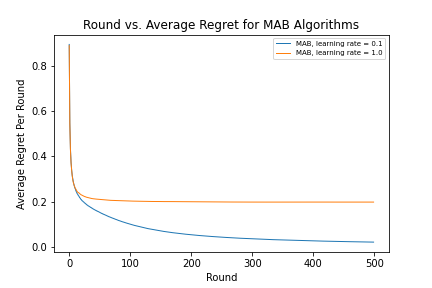 Round vs. Average Regret for MAB Algorithms
MAB, learning rate = 0.1
MAB, learning rate = 1.0
Average Regret Per Round
0.8
0.6
0.4
0.2
0.0
0 100 200 300 400 500
Round